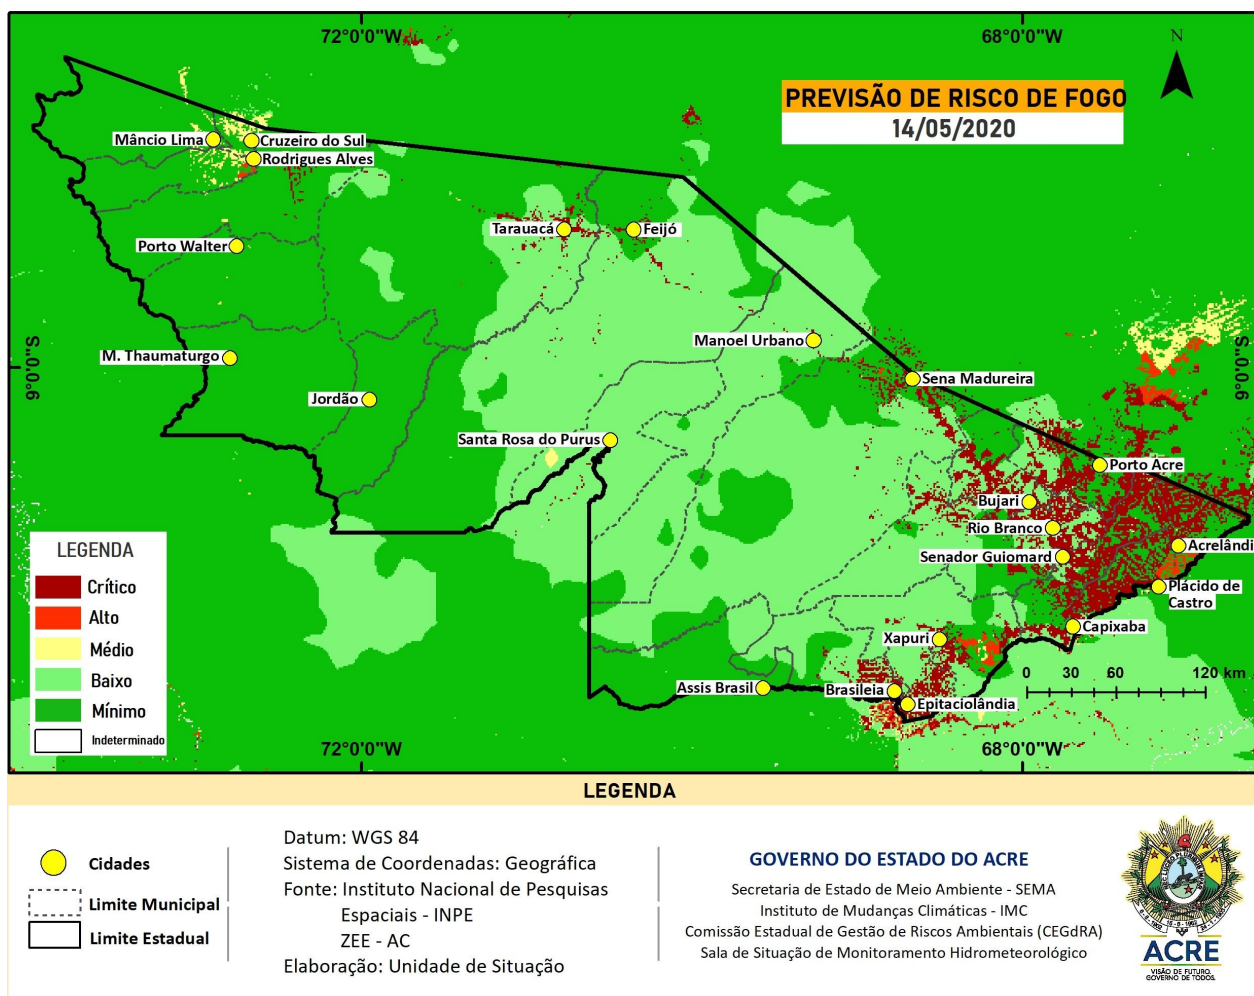 72°0'0"W
68°0'0"W
N
PREVISÃO DE RISCO DE FOGO
14/05/2020
Mâncio Lima
Cruzeiro do Sul
Rodrigues Alves
Tarauacá
Feijó
Porto Walter
Manoel Urbano
M. Thaumaturgo
9°0'0"S
9°0'0"S
Sena Madureira
Jordão
Santa Rosa do Purus
Porto Acre
Bujari
Rio Branco
Acrelândi
Senador Guiomard
Plácido de
Castro
Capixaba
Xapuri
Assis Brasil
Brasileia
Epitaciolândia
0 30 60 120 km
LEGENDA
Crítico
Alto
Médio
Baixo
Mínimo
Indeterminado
72°0'0"W
68°0'0"W
LEGENDA
Cidades
Limite Municipal
Limite Estadual
Datum: WGS 84
Sistema de Coordenadas: Geográfica
Fonte: Instituto Nacional de Pesquisas
Espaciais - INPE
ZEE - AC
Elaboração: Unidade de Situação
GOVERNO DO ESTADO DO ACRE
Secretaria de Estado de Meio Ambiente - SEMA
Instituto de Mudanças Climáticas - IMC
Comissão Estadual de Gestão de Riscos Ambientais (CEGdRA)
Sala de Situação de Monitoramento Hidrometeorológico
ACRE
VISÃO DE FUTURO.
GOVERNO DE TODOS.